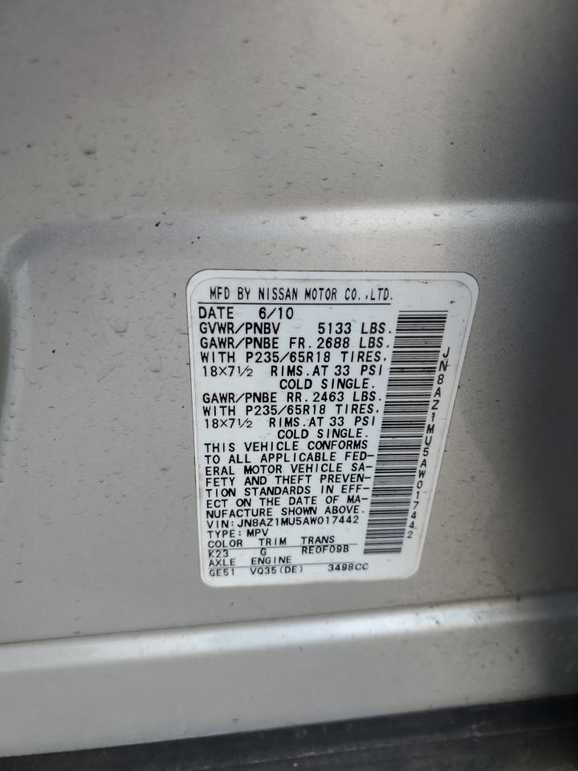 MFD BY NISSAN MOTOR CO.,LTD.
DATE 6/10
GVWR/PNBV 5133 LBS.
GAWR/PNBE FR. 2688 LBS.
WITH P235/65R18 TIRES.
18×7½ RIMS. AT 33 PSI
COLD SINGLE.
GAWR/PNBE RR. 2463 LBS.
WITH P235/65R18 TIRES.
18×7½ RIMS. AT 33 PSI
COLD SINGLE.
THIS VEHICLE CONFORMS
TO ALL APPLICABLE FED-
ERAL MOTOR VEHICLE SA-
FETY AND THEFT PREVEN-
TION STANDARDS IN EFF-
ECT ON THE DATE OF MA-
NUFACTURE SHOWN ABOVE.
VIN:JN8AZ1MU5AW017442
TYPE:MPV
COLOR TRIM TRANS
K23 G RE0F09B
AXLE ENGINE
GE51 VQ35(DE) 3498CC
JN8AZ1MU5AW017442